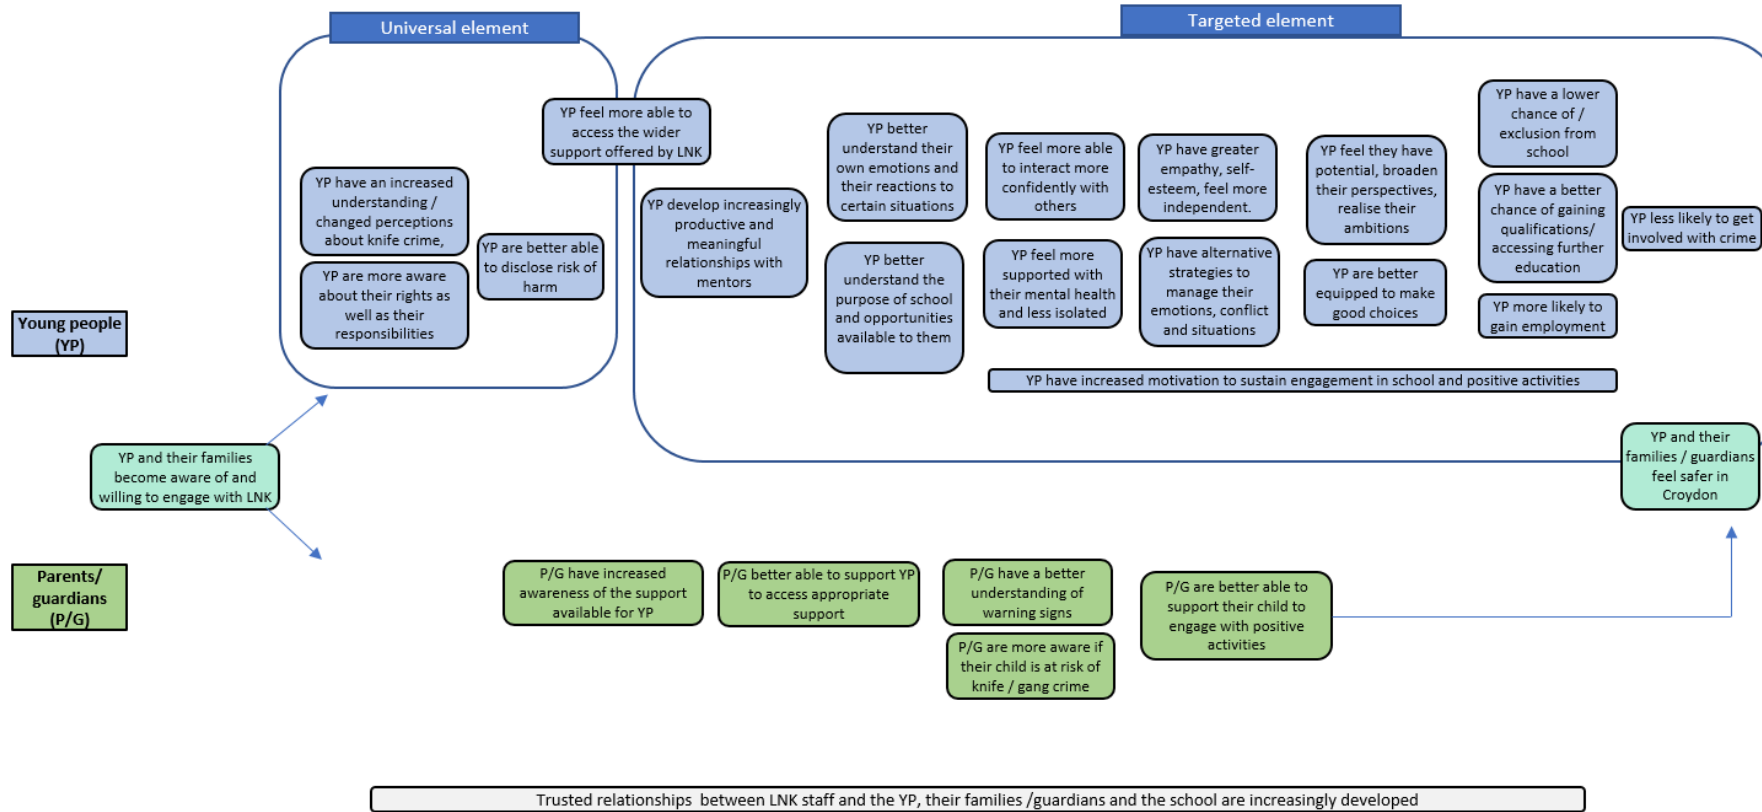 Universal element
Targeted element
YP feel more able to
access the wider
support offered by LNK
YP have an increased
understanding /
changed perceptions
about knife crime,
YP are more aware
about their rights as
well as their
responsibilities
YP are better able
to disclose risk of
harm
YP develop increasingly
productive and
meaningful
relationships with
mentors
YP better
understand their
own emotions and
their reactions to
certain situations
YP better
understand the
purpose of school
and opportunities
available to them
YP feel more able
to interact more
confidently with
others
YP feel more
supported with
their mental health
and less isolated
YP have greater
empathy, self-
esteem, feel more
independent.
YP have alternative
strategies to
manage their
emotions, conflict
and situations
YP feel they have
potential, broaden
their perspectives,
realise their
ambitions
YP are better
equipped to make
good choices
YP have a lower
chance of /
exclusion from
school
YP have a better
chance of gaining
qualifications/
accessing further
education
YP more likely to
gain employment
YP less likely to get
involved with crime
YP have increased motivation to sustain engagement in school and positive activities
Young people
(YP)
YP and their families
become aware of and
willing to engage with LNK
YP and their
families / guardians
feel safer in
Croydon
Parents/
guardians
(P/G)
P/G have increased
awareness of the support
available for YP
P/G better able to support YP
to access appropriate
support
P/G have a better
understanding of
warning signs
P/G are more aware if
their child is at risk of
knife / gang crime
P/G are better able to
support their child to
engage with positive
activities
Trusted relationships between LNK staff and the YP, their families /guardians and the school are increasingly developed